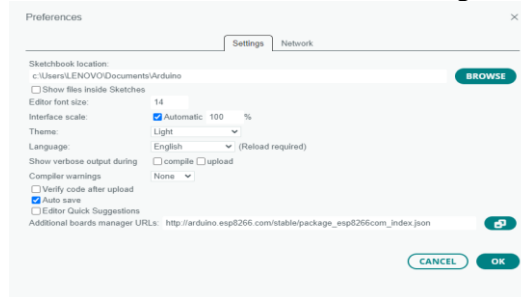 Preferences
Settings Network
Sketchbook location:
c:\Users\LENOVO\Documents\Arduino
BROWSE
Show files inside Sketches
Editor font size: 14
Interface scale: Automatic 100 %
Theme: Light
Language: English (Reload required)
Show verbose output during compile upload
Compiler warnings None
Verify code after upload
Auto save
Editor Quick Suggestions
Additional boards manager URLs: http://arduino.esp8266.com/stable/package_esp8266com_index.json
CANCEL OK